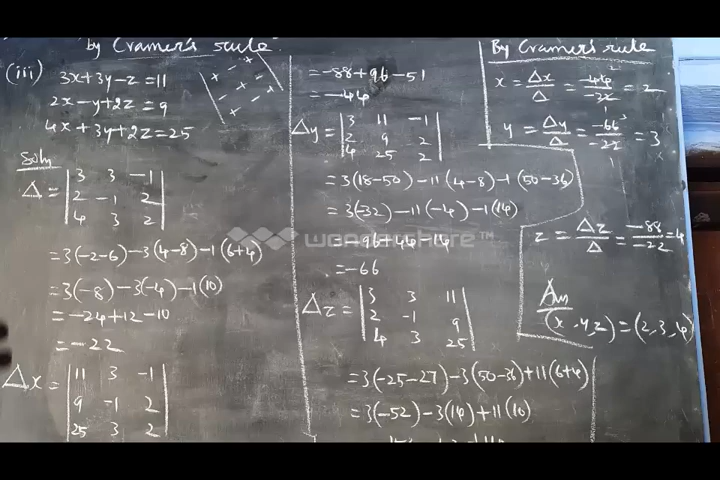 by Cramer's rule
(iii) 3x+3y-z=11
2x-y+2z=9
4x+3y+2z=25
Soln
Δ = |3 3 -1|
|2 -1 2|
|4 3 2|
=3(-2-6)-3(4-8)-1(6+4)
=3(-8)-3(-4)-1(10)
=-24+12-10
=-22
Δx = |11 3 -1|
|9 -1 2|
|25 3 2|
=-88+96-51
=-44
Δy = |3 11 -1|
|2 9 2|
|4 25 2|
=3(18-50)-11(4-8)-1(50-36)
=3(-32)-11(-4)-1(14)
-96+44-14
=-66
Δz = |3 3 11|
|2 -1 9|
|4 3 25|
=3(-25-27)-3(50-36)+11(6+4)
=3(-52)-3(14)+11(10)
By Cramer's rule
x = Δx/Δ = -44/-22 = 2
y = Δy/Δ = -66/-22 = 3
z = Δz/Δ = -88/-22 = 4
Ans
(x,y,z)=(2,3,4)
wondershare™